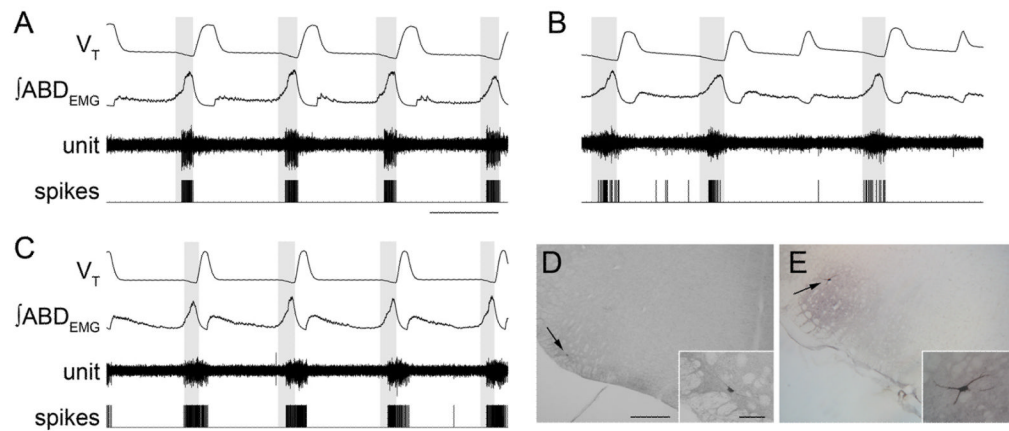 A
V_T
∫ABD_EMG
unit
spikes
B
C
V_T
∫ABD_EMG
unit
spikes
D
E